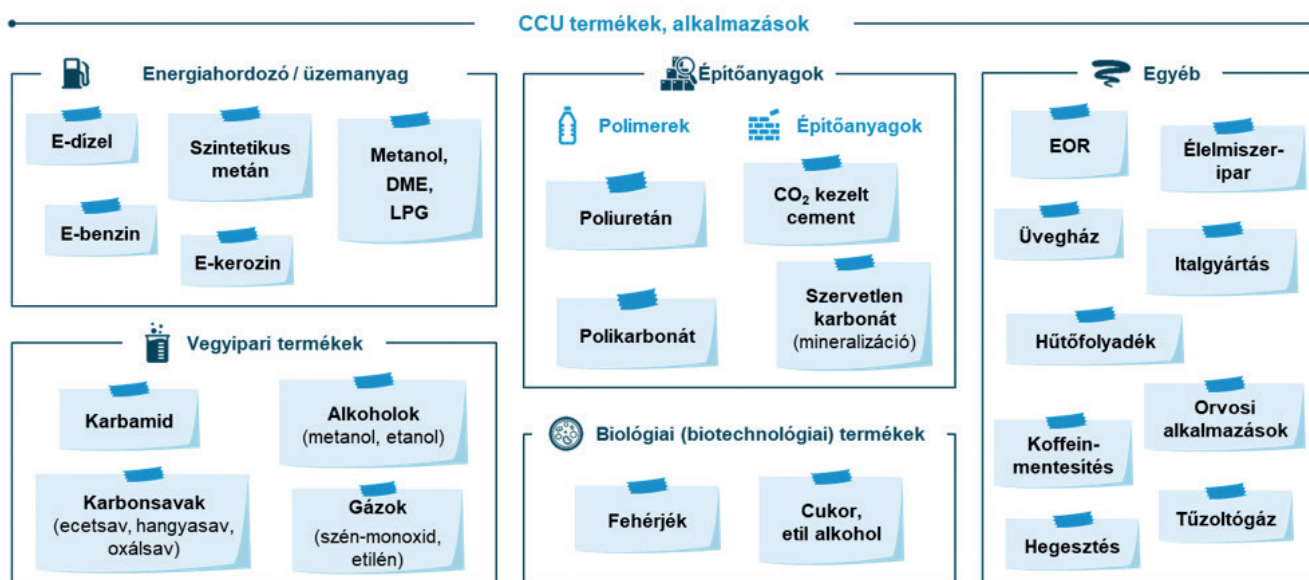 CCU termékek, alkalmazások
Energiahordozó / üzemanyag
E-dízel
Szintetikus
metán
Metanol,
DME,
LPG
E-benzin
E-kerozin
Vegyipari termékek
Karbamid
Alkoholok
(metanol, etanol)
Karbonsavak
(ecetsav, hangyasav,
oxálsav)
Gázok
(szén-monoxid,
etilén)
Építőanyagok
Polimerek
Építőanyagok
Poliuretán
CO₂ kezelt
cement
Polikarbonát
Szervetlen
karbonát
(mineralizáció)
Biológiai (biotechnológiai) termékek
Fehérjék
Cukor,
etil alkohol
Egyéb
EOR
Élelmiszer-
ipar
Üvegház
Italgyártás
Hűtőfolyadék
Orvosi
alkalmazások
Koffein-
mentesítés
Tűzoltógáz
Hegesztés